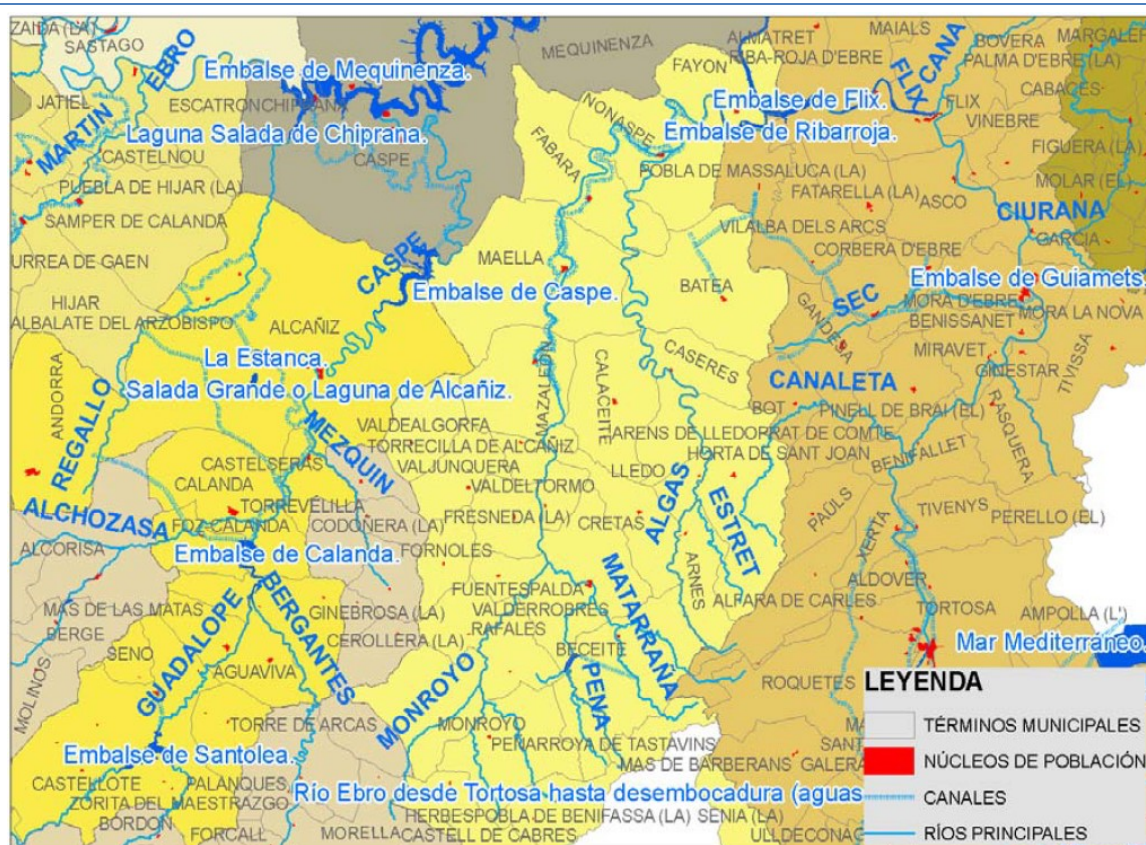 ZAIDA (LA)
SASTAGO
EBRO
MEQUINENZA
ALMATRET
MAIALS
BOVERA
MARGALEF
RIBA-ROJA D'EBRE
PALMA D'EBRE (LA)
FAYON
Embalse de Mequinenza.
JATIEL
ESCATRON
CHIPRANA
FLIX
CANA
CABACES
MARTIN
Embalse de Flix.
FLIX
VINEBRE
NONASPE
Laguna Salada de Chiprana.
Embalse de Ribarroja.
CASTELNOU
CASPE
FABARA
FIGUERA (LA)
POBLA DE MASSALUCA (LA)
PUEBLA DE HIJAR (LA)
FATARELLA (LA)
ASCO
MOLAR (EL)
SAMPER DE CALANDA
VILALBA DELS ARCS
CIURANA
CORBERA D'EBRE
GARCIA
URREA DE GAEN
CASPE
MAELLA
BATEA
Embalse de Guiamets.
Embalse de Caspe.
SEC
MORA D'EBRE
MORA LA NOVA
HIJAR
BENISSANET
ALBALATE DEL ARZOBISPO
ALCAÑIZ
GANDESA
MIRAVET
La Estanca.
CASERES
GINESTAR
TIVISSA
ANDORRA
Salada Grande o Laguna de Alcañiz.
MAZALEON
CALACEITE
CANALETA
RASQUERA
REGALLO
MEZQUIN
VALDEALGORFA
BOT
PINELL DE BRAI (EL)
TORRECILLA DE ALCAÑIZ
ARENS DE LLEDO
PRAT DE COMTE
BENIFALLET
CASTELSERAS
VALJUNQUERA
LLEDO
HORTA DE SANT JOAN
CALANDA
VALDELTORMO
ALGAS
ESTRET
TORREVELILLA
ALCHOZASA
FOZ CALANDA
CODOÑERA (LA)
FRESNEDA (LA)
CRETAS
PAÜLS
TIVENYS
PERELLO (EL)
ALCORISA
Embalse de Calanda.
FORNOLES
ARNES
XERTA
BERGANTES
FUENTESPALDA
ALDOVER
MAS DE LAS MATAS
GINEBROSA (LA)
VALDERROBRES
ALFARA DE CARLES
TORTOSA
AMPOLLA (L')
BERGE
GUADALOPE
CEROLLERA (LA)
RAFALES
MATARRAÑA
SENO
BECEITE
Mar Mediterráneo.
MOLINOS
AGUAVIVA
MONROYO
PENA
ROQUETES
LEYENDA
TORRE DE ARCAS
MONROYO
TÉRMINOS MUNICIPALES
Embalse de Santolea.
PEÑARROYA DE TASTAVINS
MAS DE BARBERANS
GALERA
NÚCLEOS DE POBLACIÓN
CASTELLOTE
PALANQUES
Río Ebro desde Tortosa hasta desembocadura (aguas
CANALES
ZORITA DEL MAESTRAZGO
HERBES
POBLA DE BENIFASSA (LA)
SENIA (LA)
BORDON
FORCALL
MORELLA
CASTELL DE CABRES
ULLDECONA
RÍOS PRINCIPALES